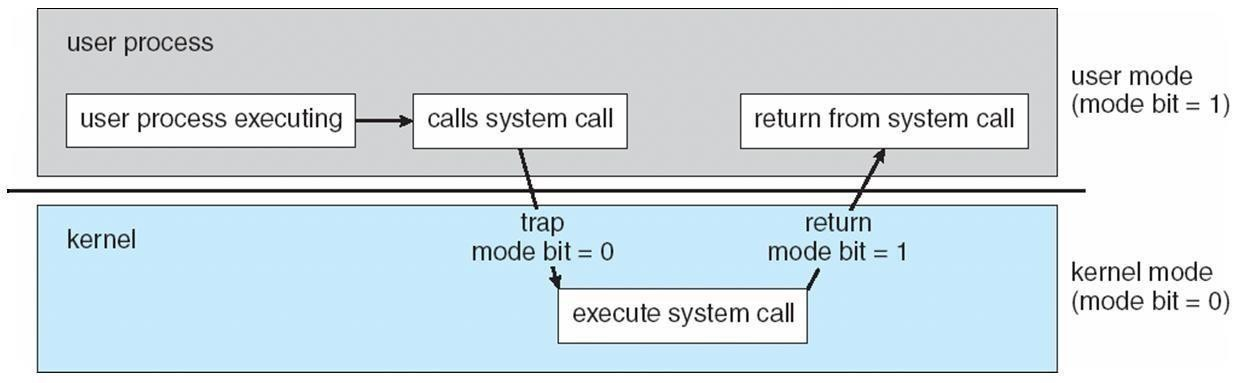 user process
user process executing
calls system call
return from system call
user mode
(mode bit = 1)
trap
mode bit = 0
return
mode bit = 1
kernel
execute system call
kernel mode
(mode bit = 0)